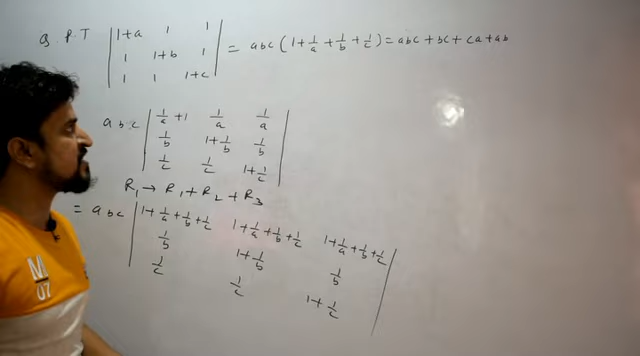 Q. P.T | 1+a 1 1 | = abc (1 + 1/a + 1/b + 1/c) = abc + bc + ca + ab
| 1 1+b 1 |
| 1 1 1+c |
abc | 1/a + 1 1/a 1/a |
| 1/b 1 + 1/b 1/b |
| 1/c 1/c 1 + 1/c |
R₁ → R₁ + R₂ + R₃
= abc | 1 + 1/a + 1/b + 1/c 1 + 1/a + 1/b + 1/c 1 + 1/a + 1/b + 1/c |
| 1/b 1 + 1/b 1/b |
| 1/c 1/c 1 + 1/c |
07